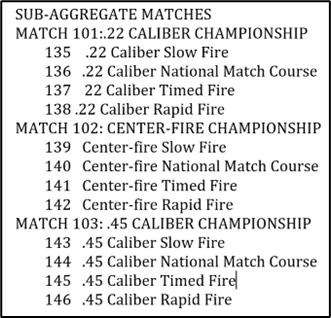 SUB-AGGREGATE MATCHES
MATCH 101:.22 CALIBER CHAMPIONSHIP
135 .22 Caliber Slow Fire
136 .22 Caliber National Match Course
137 22 Caliber Timed Fire
138 .22 Caliber Rapid Fire
MATCH 102: CENTER-FIRE CHAMPIONSHIP
139 Center-fire Slow Fire
140 Center-fire National Match Course
141 Center-fire Timed Fire
142 Center-fire Rapid Fire
MATCH 103: .45 CALIBER CHAMPIONSHIP
143 .45 Caliber Slow Fire
144 .45 Caliber National Match Course
145 .45 Caliber Timed Fire
146 .45 Caliber Rapid Fire